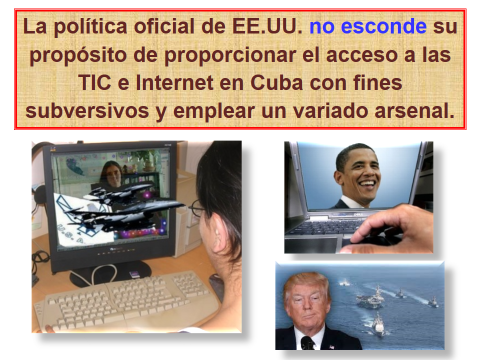 La política oficial de EE.UU. no esconde su
propósito de proporcionar el acceso a las
TIC e Internet en Cuba con fines
subversivos y emplear un variado arsenal.